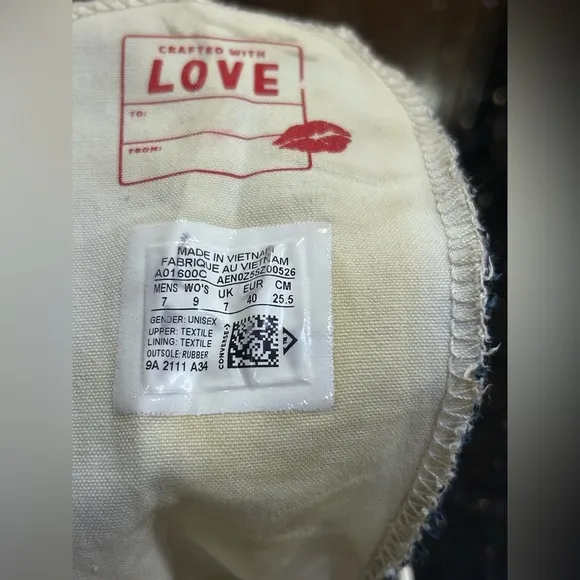 CRAFTED WITH
LOVE
TO:
FROM:
MADE IN VIETNAM
FABRIQUE AU VIETNAM
A01600C AEN0Z5SZ00526
MENS WO'S UK EUR CM
7 9 7 40 25.5
GENDER: UNISEX
UPPER: TEXTILE
LINING: TEXTILE
OUTSOLE: RUBBER
9A 2111 A34
CONVERSE